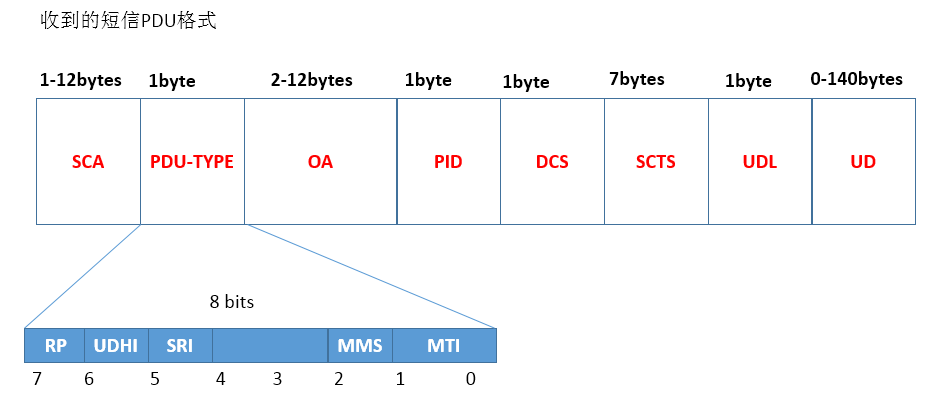 收到的短信PDU格式
1-12bytes 1byte 2-12bytes 1byte 1byte 7bytes 1byte 0-140bytes
SCA PDU-TYPE OA PID DCS SCTS UDL UD
8 bits
RP UDHI SRI MMS MTI
7 6 5 4 3 2 1 0